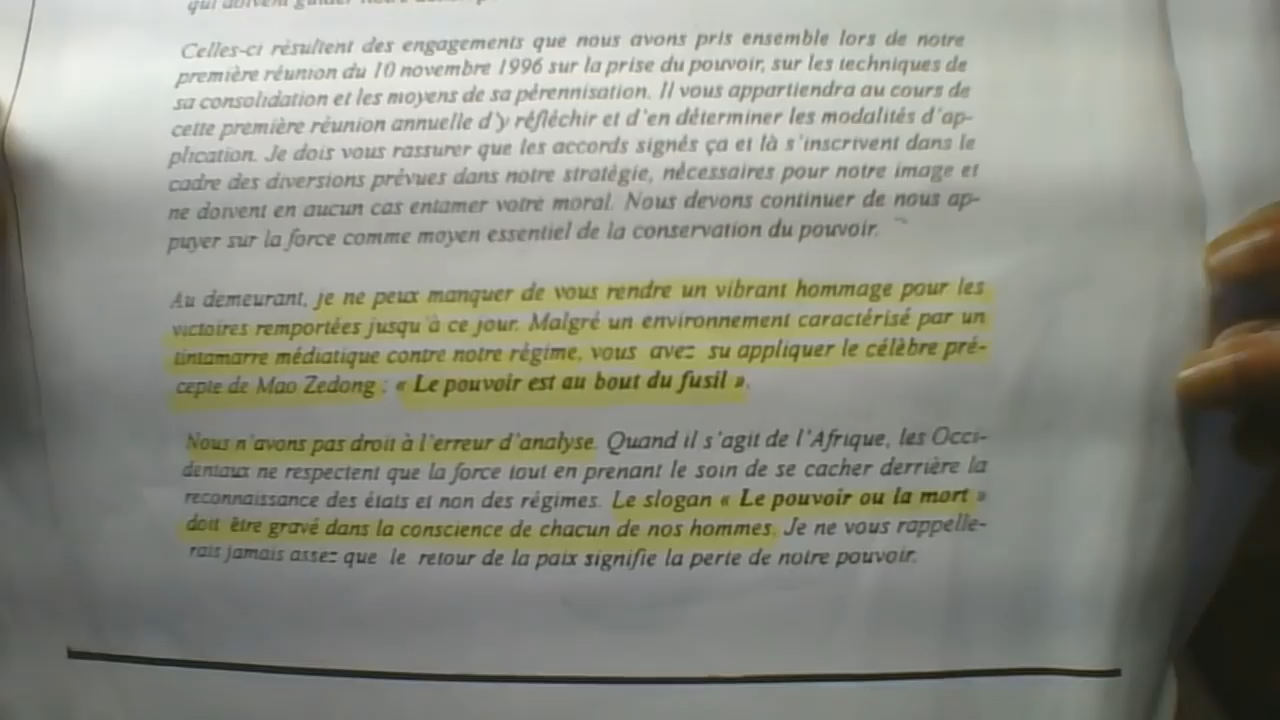 qui doivent guider notre
Celles-ci résultent des engagements que nous avons pris ensemble lors de notre
première réunion du 10 novembre 1996 sur la prise du pouvoir, sur les techniques de
sa consolidation et les moyens de sa pérennisation. Il vous appartiendra au cours de
cette première réunion annuelle d'y réfléchir et d'en déterminer les modalités d'ap-
plication. Je dois vous rassurer que les accords signés ça et là s'inscrivent dans le
cadre des diversions prévues dans notre stratégie, nécessaires pour notre image et
ne doivent en aucun cas entamer votre moral. Nous devons continuer de nous ap-
puyer sur la force comme moyen essentiel de la conservation du pouvoir.
Au demeurant, je ne peux manquer de vous rendre un vibrant hommage pour les
victoires remportées jusqu'à ce jour. Malgré un environnement caractérisé par un
tintamarre médiatique contre notre régime, vous avez su appliquer le célèbre pré-
cepte de Mao Zedong : « Le pouvoir est au bout du fusil ».
Nous n'avons pas droit à l'erreur d'analyse. Quand il s'agit de l'Afrique, les Occi-
dentaux ne respectent que la force tout en prenant le soin de se cacher derrière la
reconnaissance des états et non des régimes. Le slogan « Le pouvoir ou la mort »
doit être gravé dans la conscience de chacun de nos hommes. Je ne vous rappelle-
rais jamais assez que le retour de la paix signifie la perte de notre pouvoir.